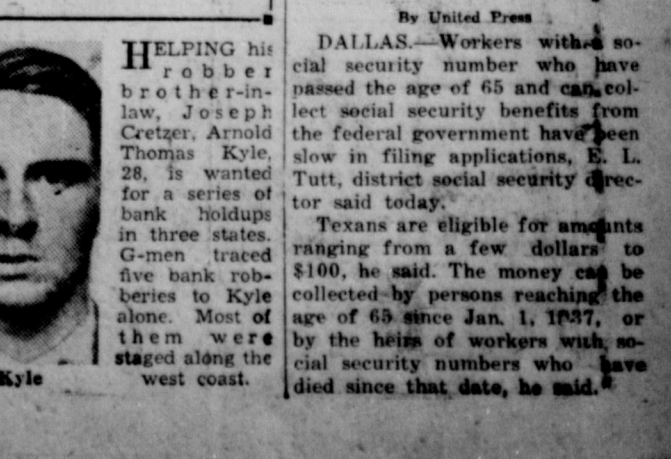 HELPING his
robber
brother-in-
law, Joseph
Cretzer, Arnold
Thomas Kyle,
28, is wanted
for a series of
bank holdups
in three states.
G-men traced
five bank rob-
beries to Kyle
alone. Most of
them were
staged along the
west coast.
Kyle
By United Press
DALLAS.—Workers with a so-
cial security number who have
passed the age of 65 and can col-
lect social security benefits from
the federal government have been
slow in filing applications, E. L.
Tutt, district social security direc-
tor said today.
Texans are eligible for amounts
ranging from a few dollars to
$100, he said. The money can be
collected by persons reaching the
age of 65 since Jan. 1, 1937, or
by the heirs of workers with so-
cial security numbers who have
died since that date, he said.